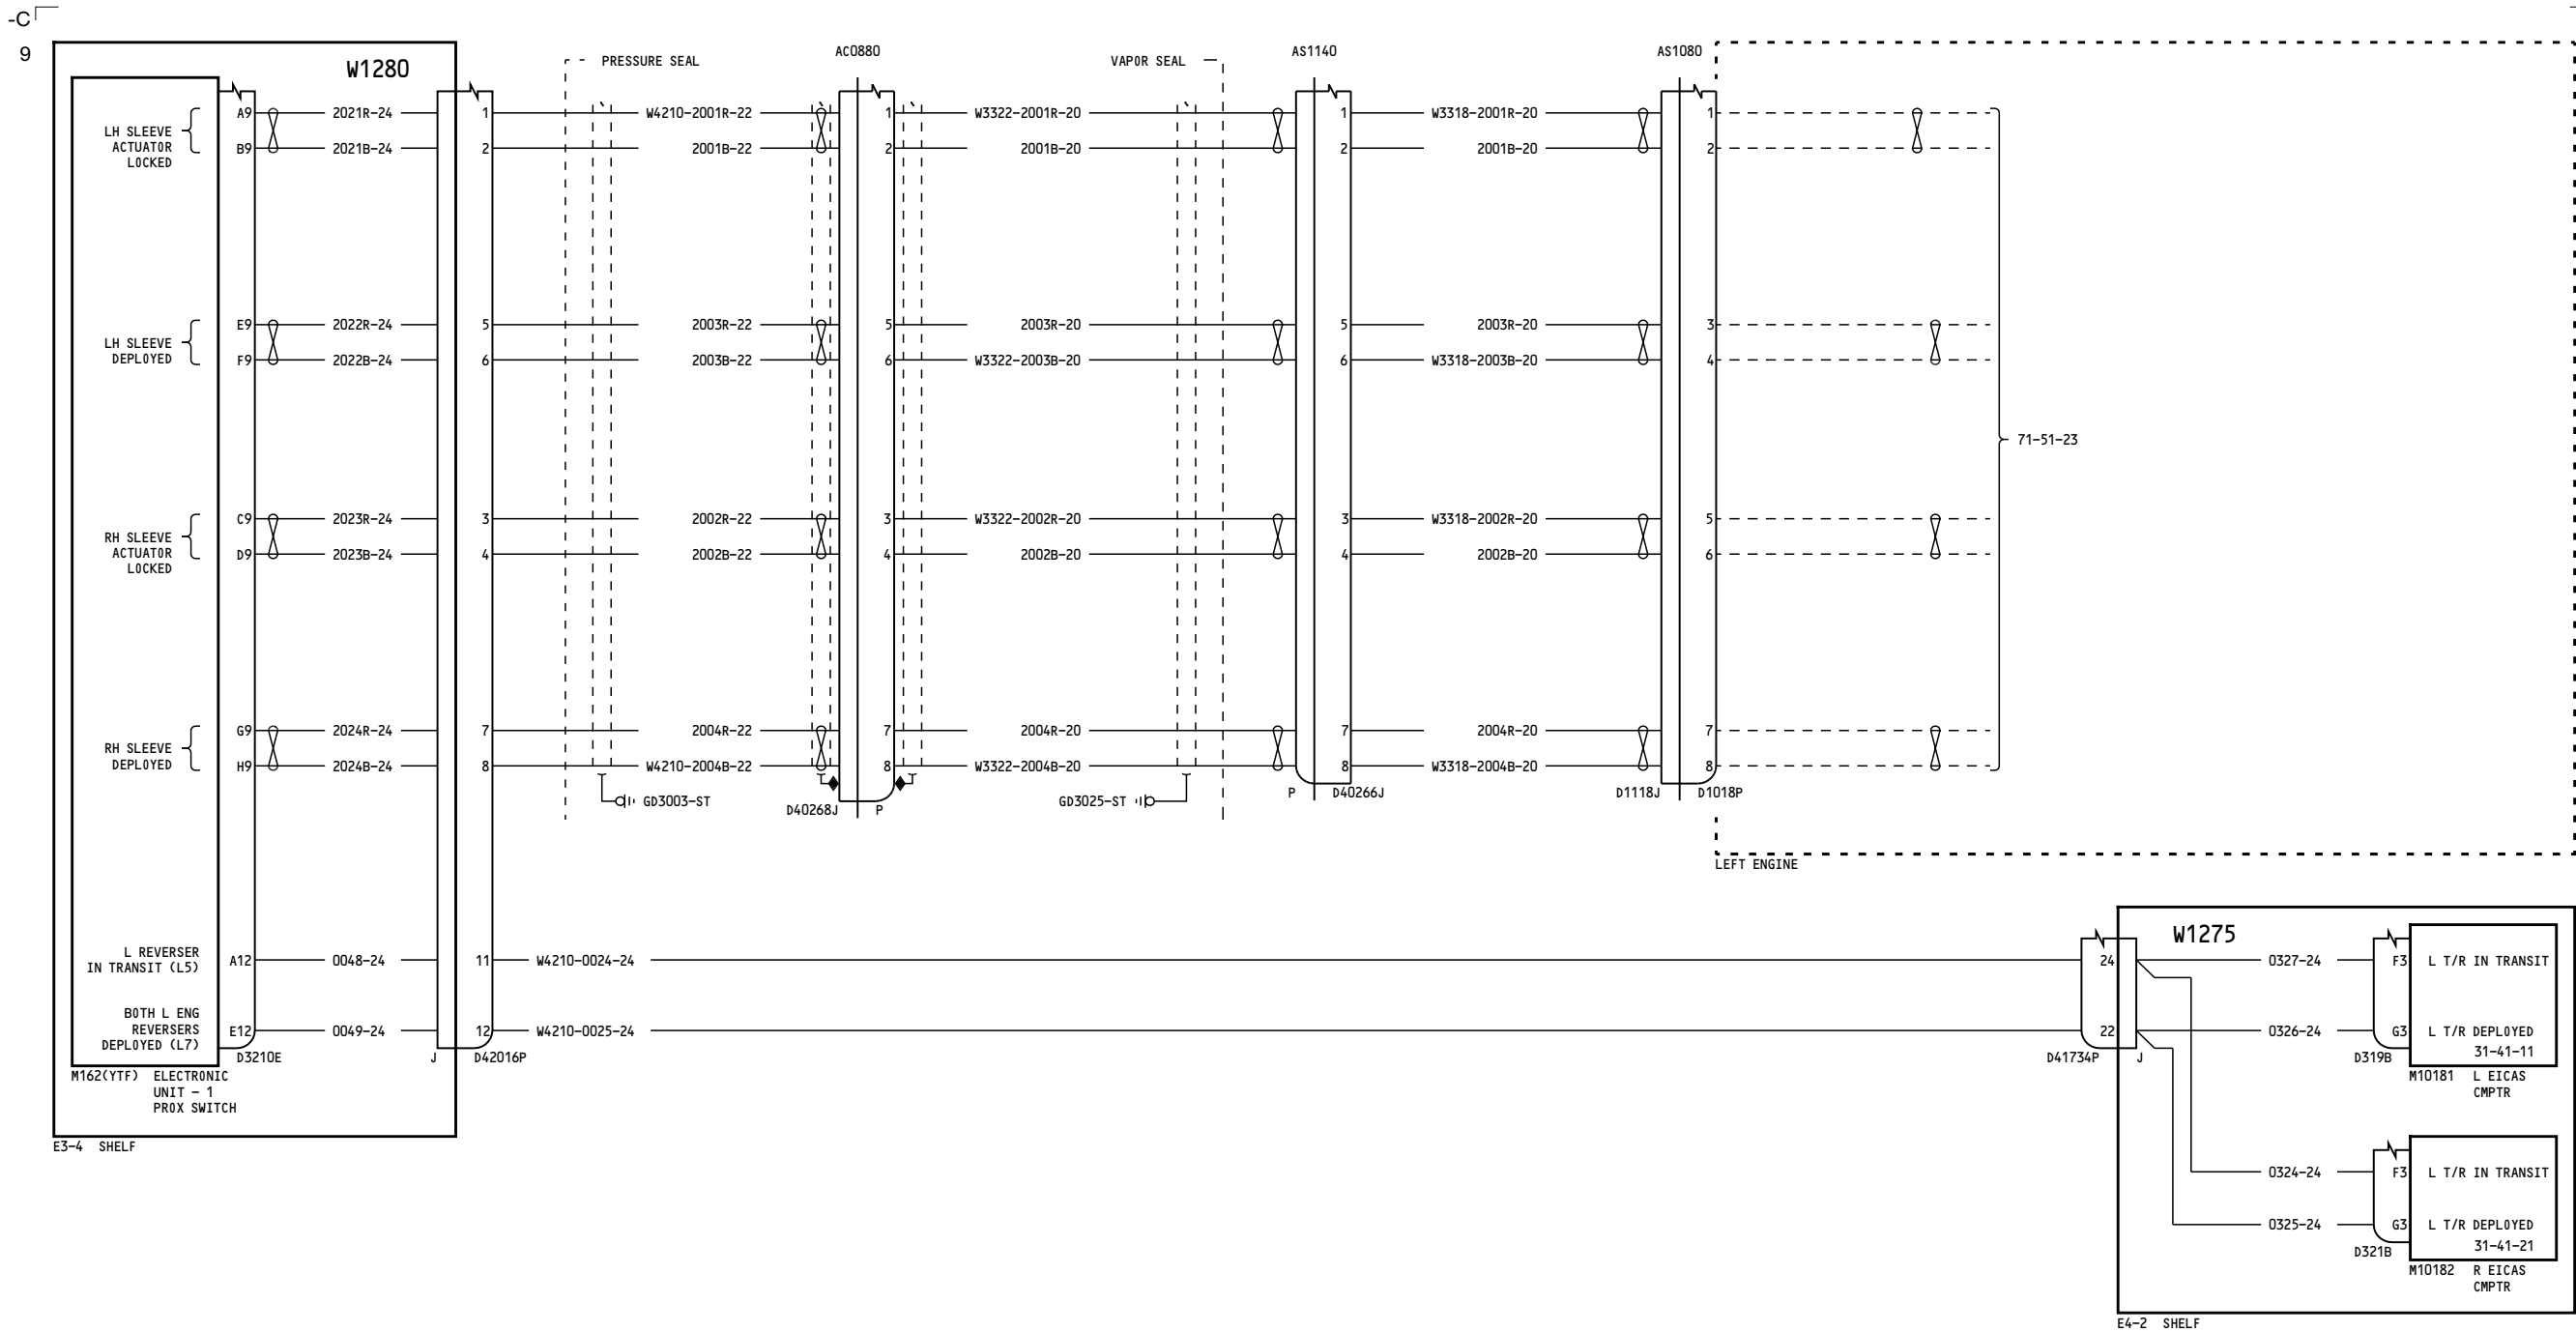 -C
9
W1280
PRESSURE SEAL
AC0880
VAPOR SEAL
AS1140
AS1080
LH SLEEVE
ACTUATOR
LOCKED
A9 2021R-24 1 W4210-2001R-22 1 W3322-2001R-20 1 W3318-2001R-20 1
B9 2021B-24 2 2001B-22 2 2001B-20 2 2001B-20 2
LH SLEEVE
DEPLOYED
E9 2022R-24 5 2003R-22 5 2003R-20 5 2003R-20 3
F9 2022B-24 6 2003B-22 6 W3322-2003B-20 6 W3318-2003B-20 4
71-51-23
RH SLEEVE
ACTUATOR
LOCKED
C9 2023R-24 3 2002R-22 3 W3322-2002R-20 3 W3318-2002R-20 5
D9 2023B-24 4 2002B-22 4 2002B-20 4 2002B-20 6
RH SLEEVE
DEPLOYED
G9 2024R-24 7 2004R-22 7 2004R-20 7 2004R-20 7
H9 2024B-24 8 W4210-2004B-22 8 W3322-2004B-20 8 W3318-2004B-20 8
GD3003-ST
D40268J P
GD3025-ST
P D40266J
D1118J D1018P
LEFT ENGINE
L REVERSER
IN TRANSIT (L5)
A12 0048-24 11 W4210-0024-24
BOTH L ENG
REVERSERS
DEPLOYED (L7)
E12 0049-24 12 W4210-0025-24
D3210E
J D42016P
M162(YTF) ELECTRONIC
UNIT - 1
PROX SWITCH
E3-4 SHELF
W1275
24 0327-24 F3 L T/R IN TRANSIT
22 0326-24 G3 L T/R DEPLOYED
31-41-11
D41734P J
D319B
M10181 L EICAS
CMPTR
0324-24 F3 L T/R IN TRANSIT
0325-24 G3 L T/R DEPLOYED
31-41-21
D321B
M10182 R EICAS
CMPTR
E4-2 SHELF